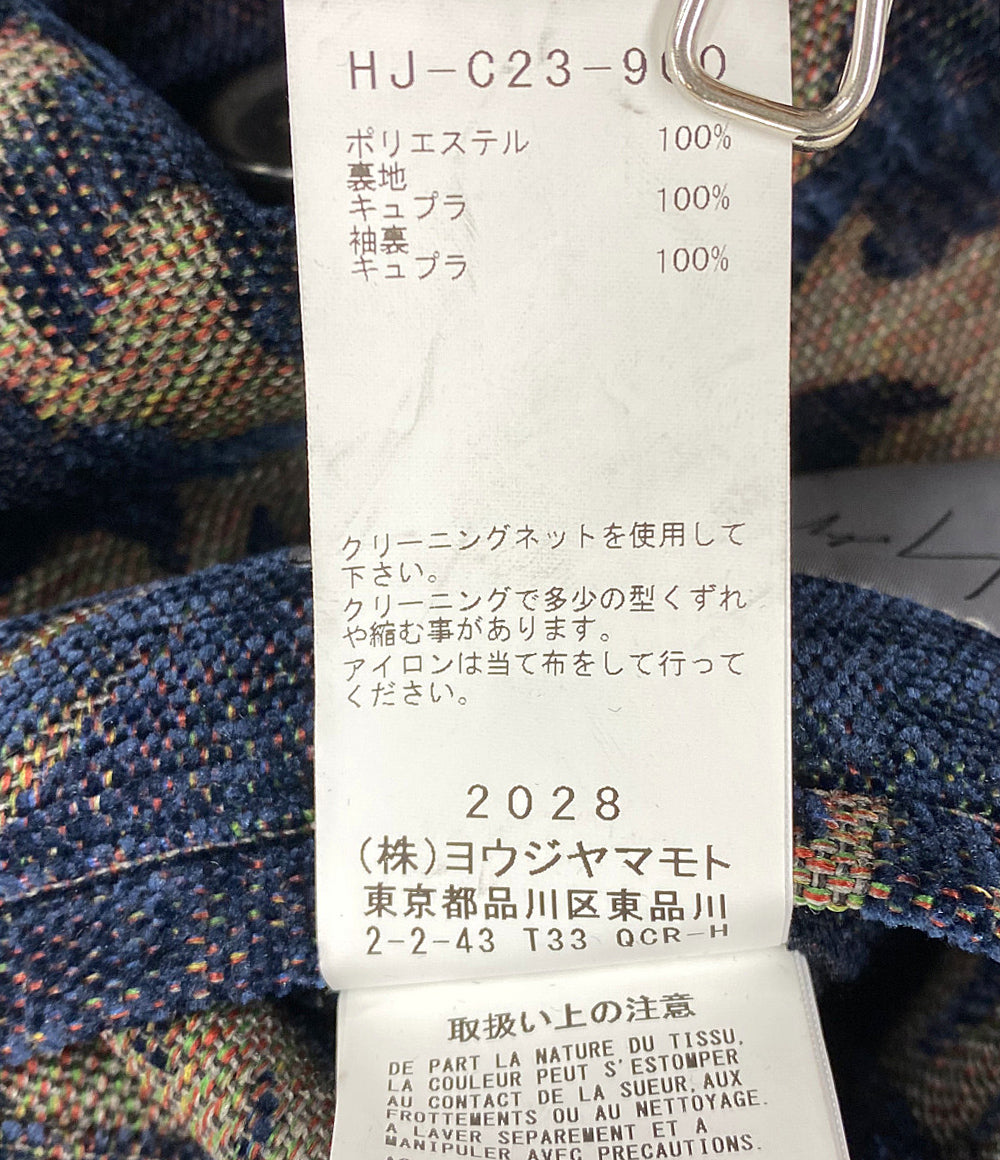 HJ-C23-900
ポリエステル 100%
裏地
キュプラ 100%
袖裏
キュプラ 100%
クリーニングネットを使用して
下さい。
クリーニングで多少の型くずれ
や縮む事があります。
アイロンは当て布をして行って
ください。
2028
(株)ヨウジヤマモト
東京都品川区東品川
2-2-43 T33 QCR-H
取扱い上の注意
DE PART LA NATURE DU TISSU,
LA COULEUR PEUT S'ESTOMPER
AU CONTACT DE LA SUEUR,AUX
FROTTEMENTS OU AU NETTOYAGE.
A LAVER SEPAREMENT ET A
MANIPULER AVEC PRECAUTIONS.